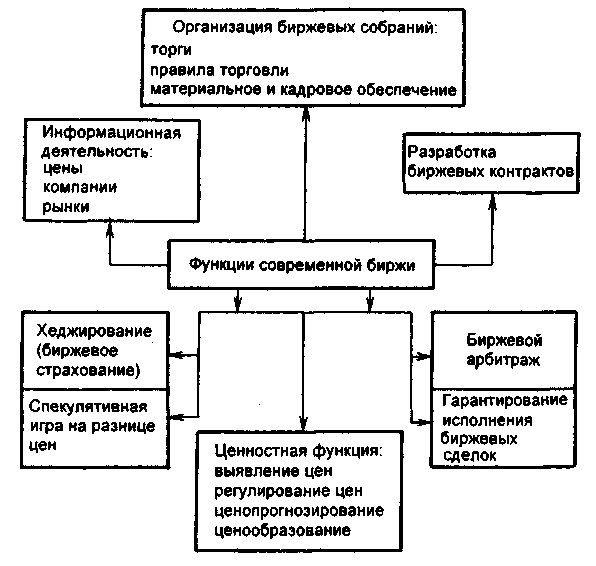 Организация биржевых собраний:
торги
правила торговли
материальное и кадровое обеспечение
Информационная
деятельность:
цены
компании
рынки
Разработка
биржевых контрактов
Функции современной биржи
Хеджирование
(биржевое
страхование)
Спекулятивная
игра на разнице
цен
Ценностная функция:
выявление цен
регулирование цен
ценопрогнозирование
ценообразование
Биржевой
арбитраж
Гарантирование
исполнения
биржевых
сделок